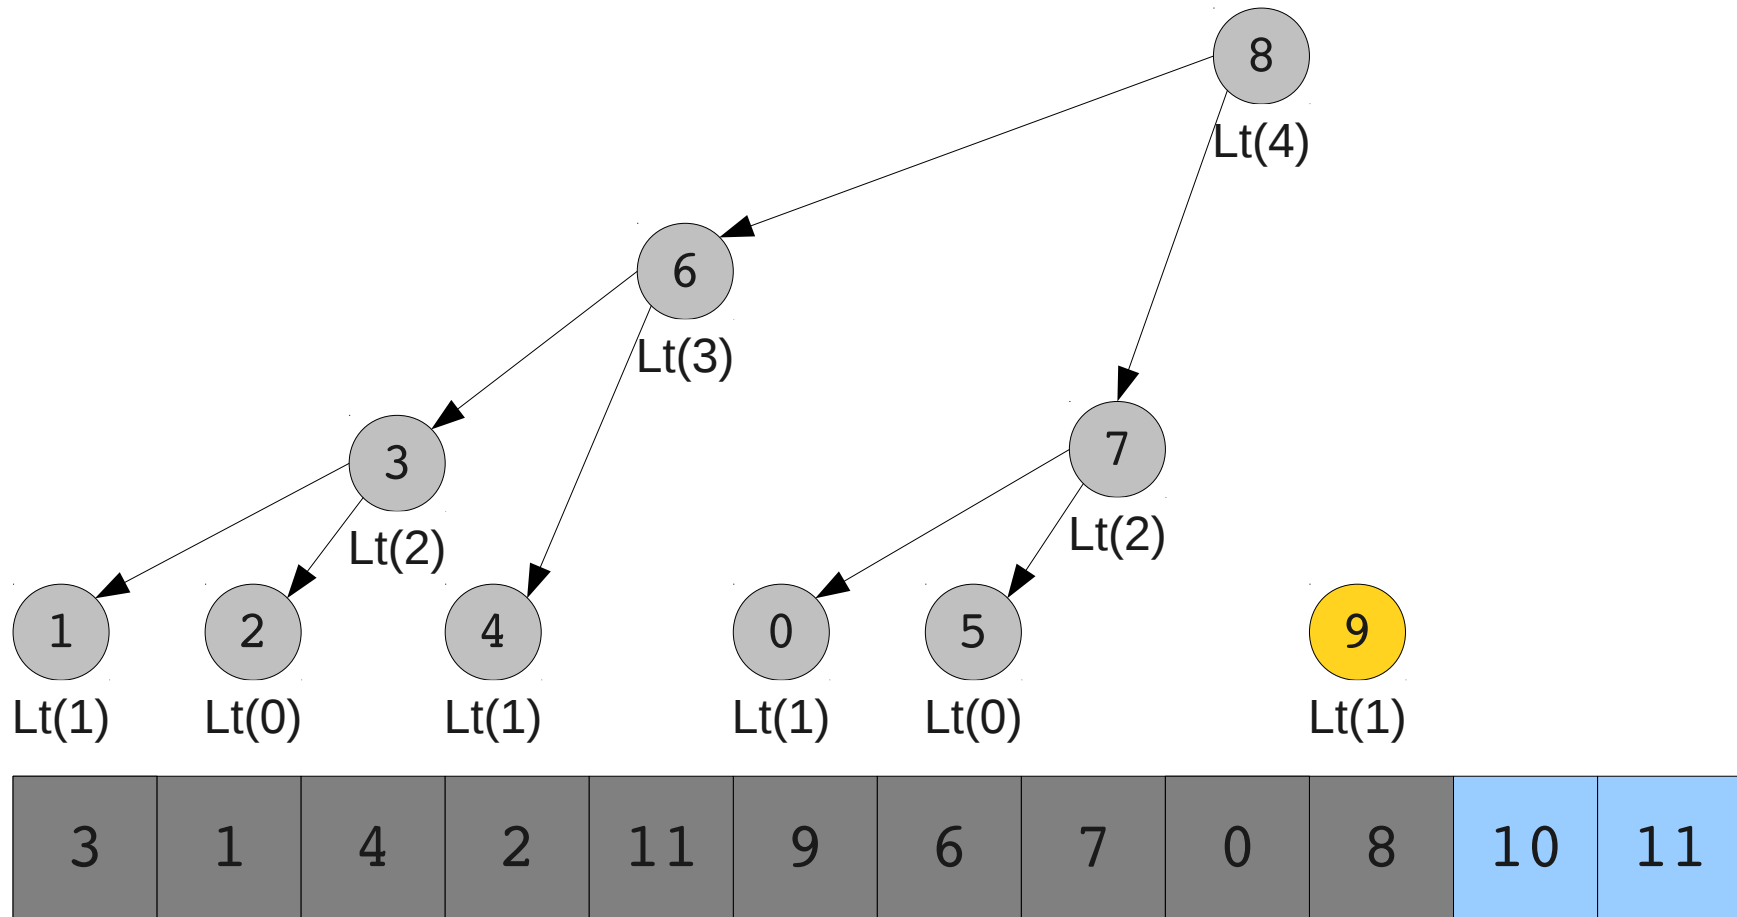 8
Lt(4)
6
Lt(3)
3
7
Lt(2)
Lt(2)
1 2 4 0 5 9
Lt(1) Lt(0) Lt(1) Lt(1) Lt(0) Lt(1)
3 1 4 2 11 9 6 7 0 8 10 11